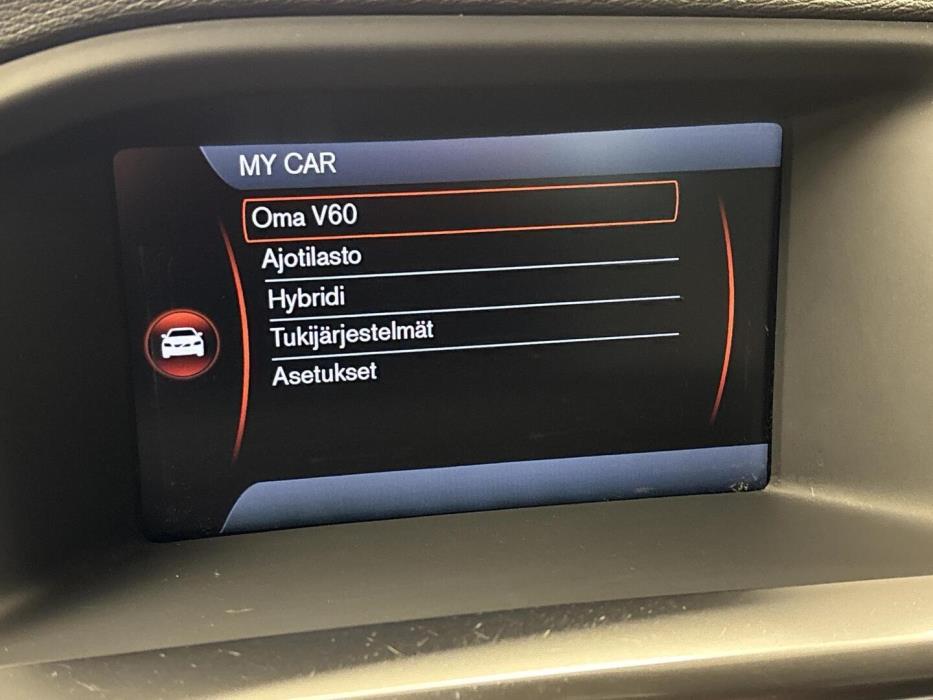 MY CAR
Oma V60
Ajotilasto
Hybridi
Tukijärjestelmät
Asetukset